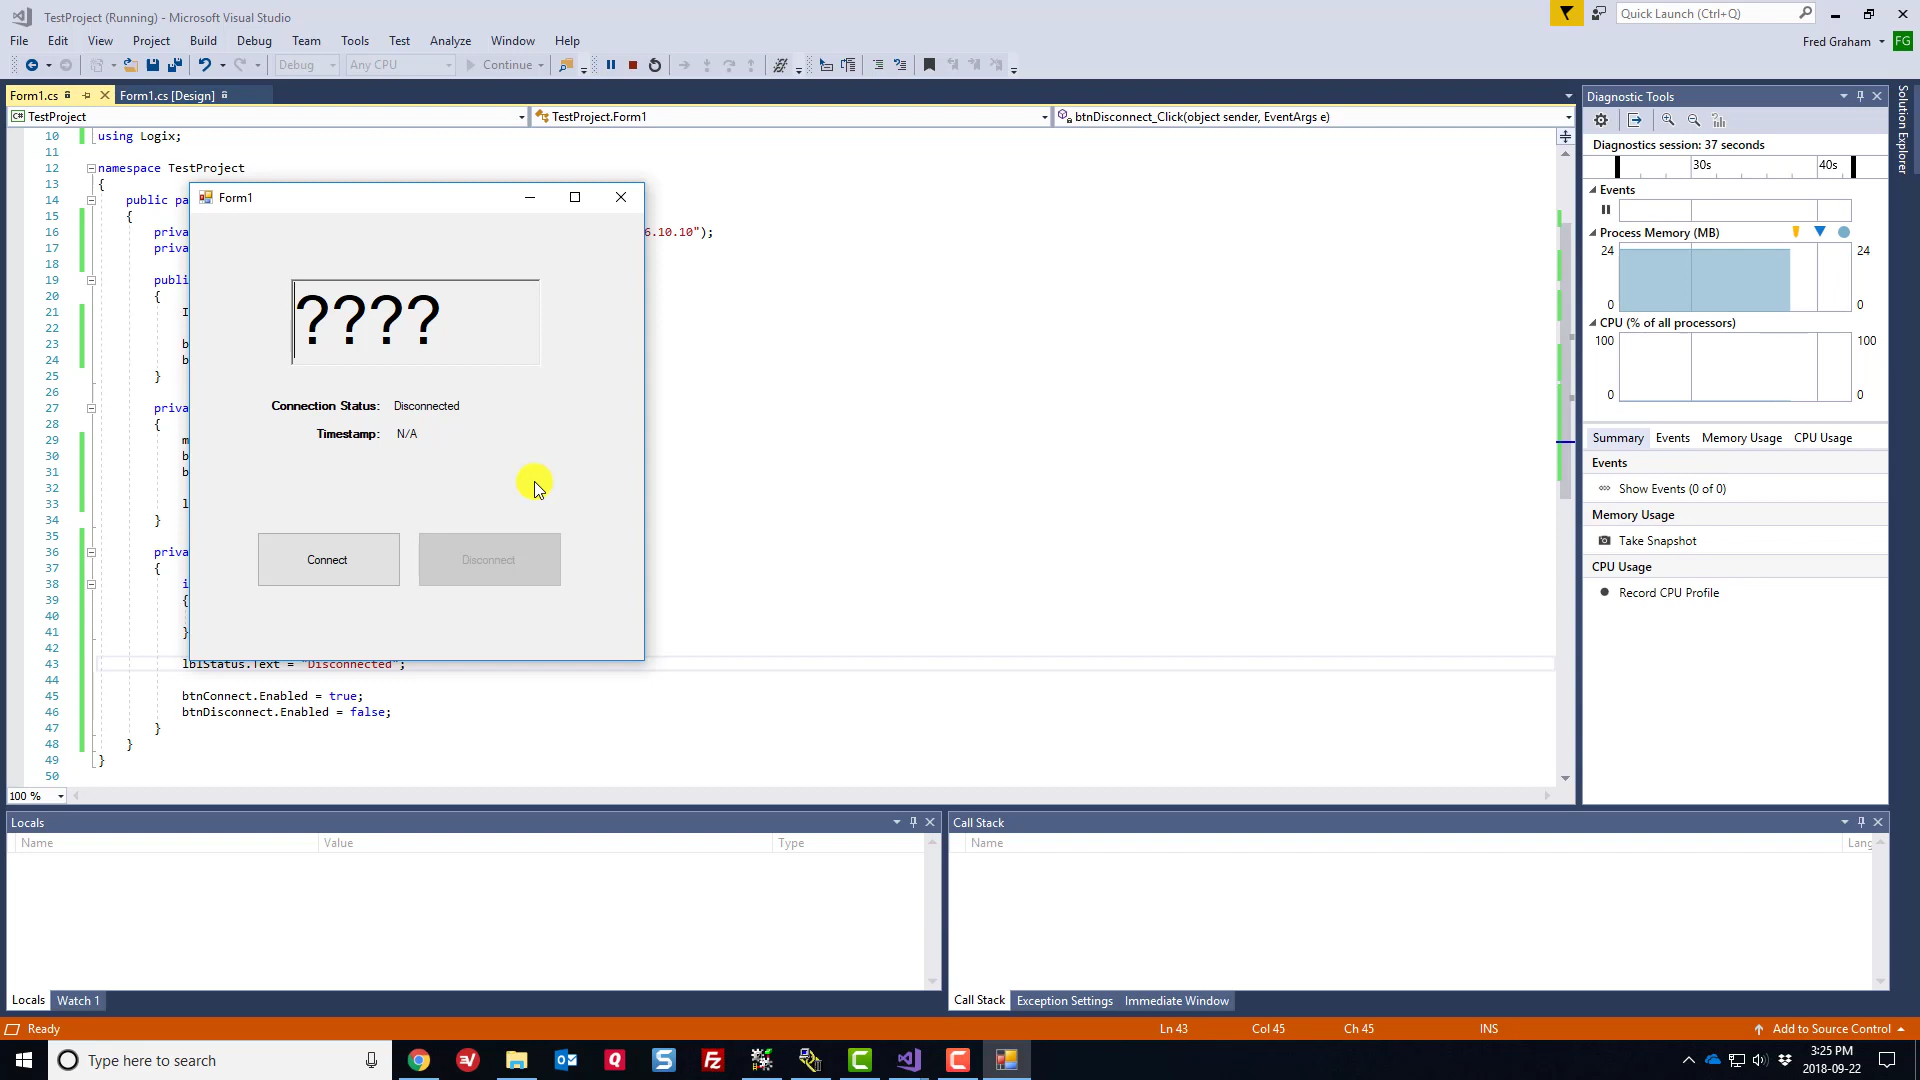 TestProject (Running) - Microsoft Visual Studio
Quick Launch (Ctrl+Q)
File Edit View Project Build Debug Team Tools Test Analyze Window Help
Fred Graham FG
Debug Any CPU Continue
Form1.cs Form1.cs [Design]
TestProject TestProject.Form1 btnDisconnect_Click(object sender, EventArgs e)
10 using Logix;
11
12 namespace TestProject
13 {
14 public pa
15 {
16 priva 6.10.10");
17 priva
18
19 publi
20 {
21 I
22
23 b
24 b
25 }
26
27 priva
28 {
29 m
30 b
31 b
32
33 l
34 }
35
36 priva
37 {
38 i
39 {
40
41 }
42
43 lblStatus.Text = "Disconnected";
44
45 btnConnect.Enabled = true;
46 btnDisconnect.Enabled = false;
47 }
48 }
49 }
50
100 %
Form1
????
Connection Status: Disconnected
Timestamp: N/A
Connect Disconnect
Diagnostic Tools
Diagnostics session: 37 seconds
30s 40s
Events
Process Memory (MB)
24 24
0 0
CPU (% of all processors)
100 100
0 0
Summary Events Memory Usage CPU Usage
Events
Show Events (0 of 0)
Memory Usage
Take Snapshot
CPU Usage
Record CPU Profile
Solution Explorer
Locals
Name Value Type
Locals Watch 1
Call Stack
Name Lang
Call Stack Exception Settings Immediate Window
Ready Ln 43 Col 45 Ch 45 INS Add to Source Control
Type here to search
3:25 PM
2018-09-22